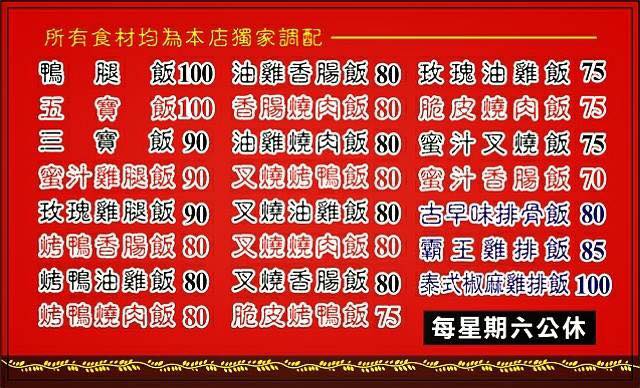 所有食材均為本店獨家調配
鴨腿飯100
五寶飯100
三寶飯90
蜜汁雞腿飯90
玫瑰雞腿飯90
烤鴨香腸飯80
烤鴨油雞飯80
烤鴨燒肉飯80
油雞香腸飯80
香腸燒肉飯80
油雞燒肉飯80
叉燒烤鴨飯80
叉燒油雞飯80
叉燒燒肉飯80
叉燒香腸飯80
脆皮烤鴨飯75
玫瑰油雞飯75
脆皮燒肉飯75
蜜汁叉燒飯75
蜜汁香腸飯70
古早味排骨飯80
霸王雞排飯85
泰式椒麻雞排飯100
每星期六公休